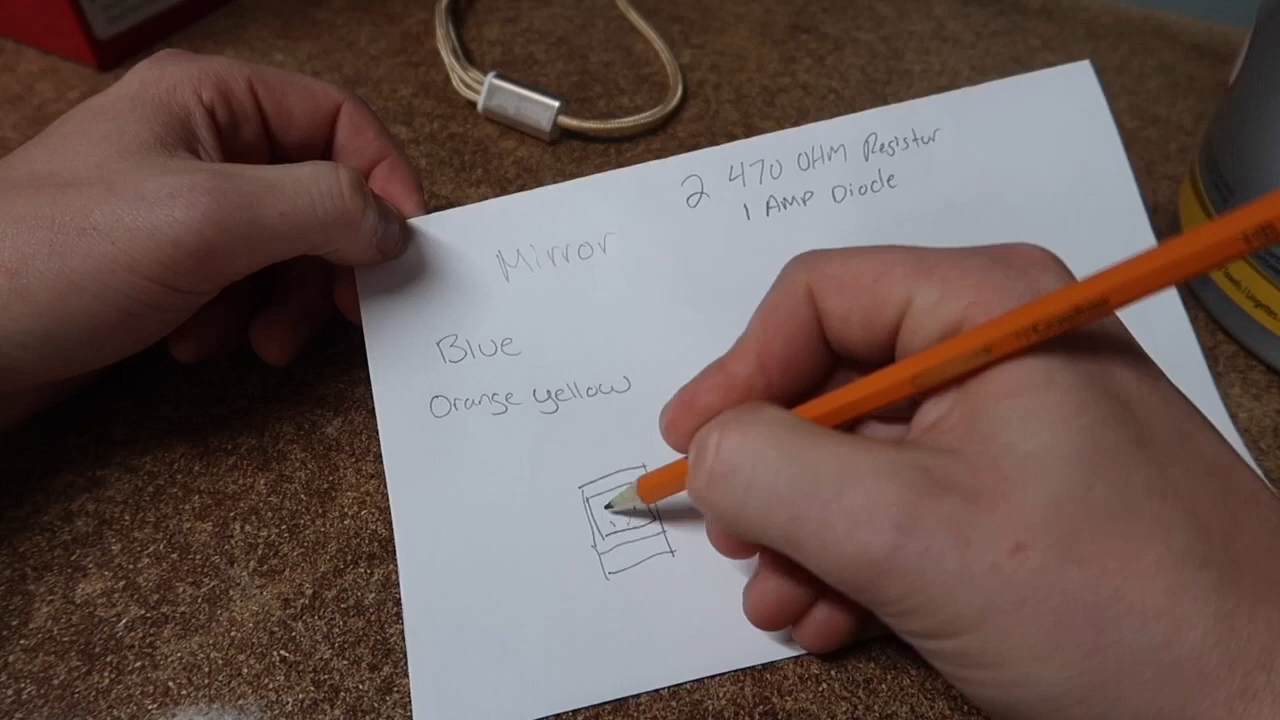 2 470 OHM Resistor
1 AMP Diode
Mirror
Blue
Orange yellow